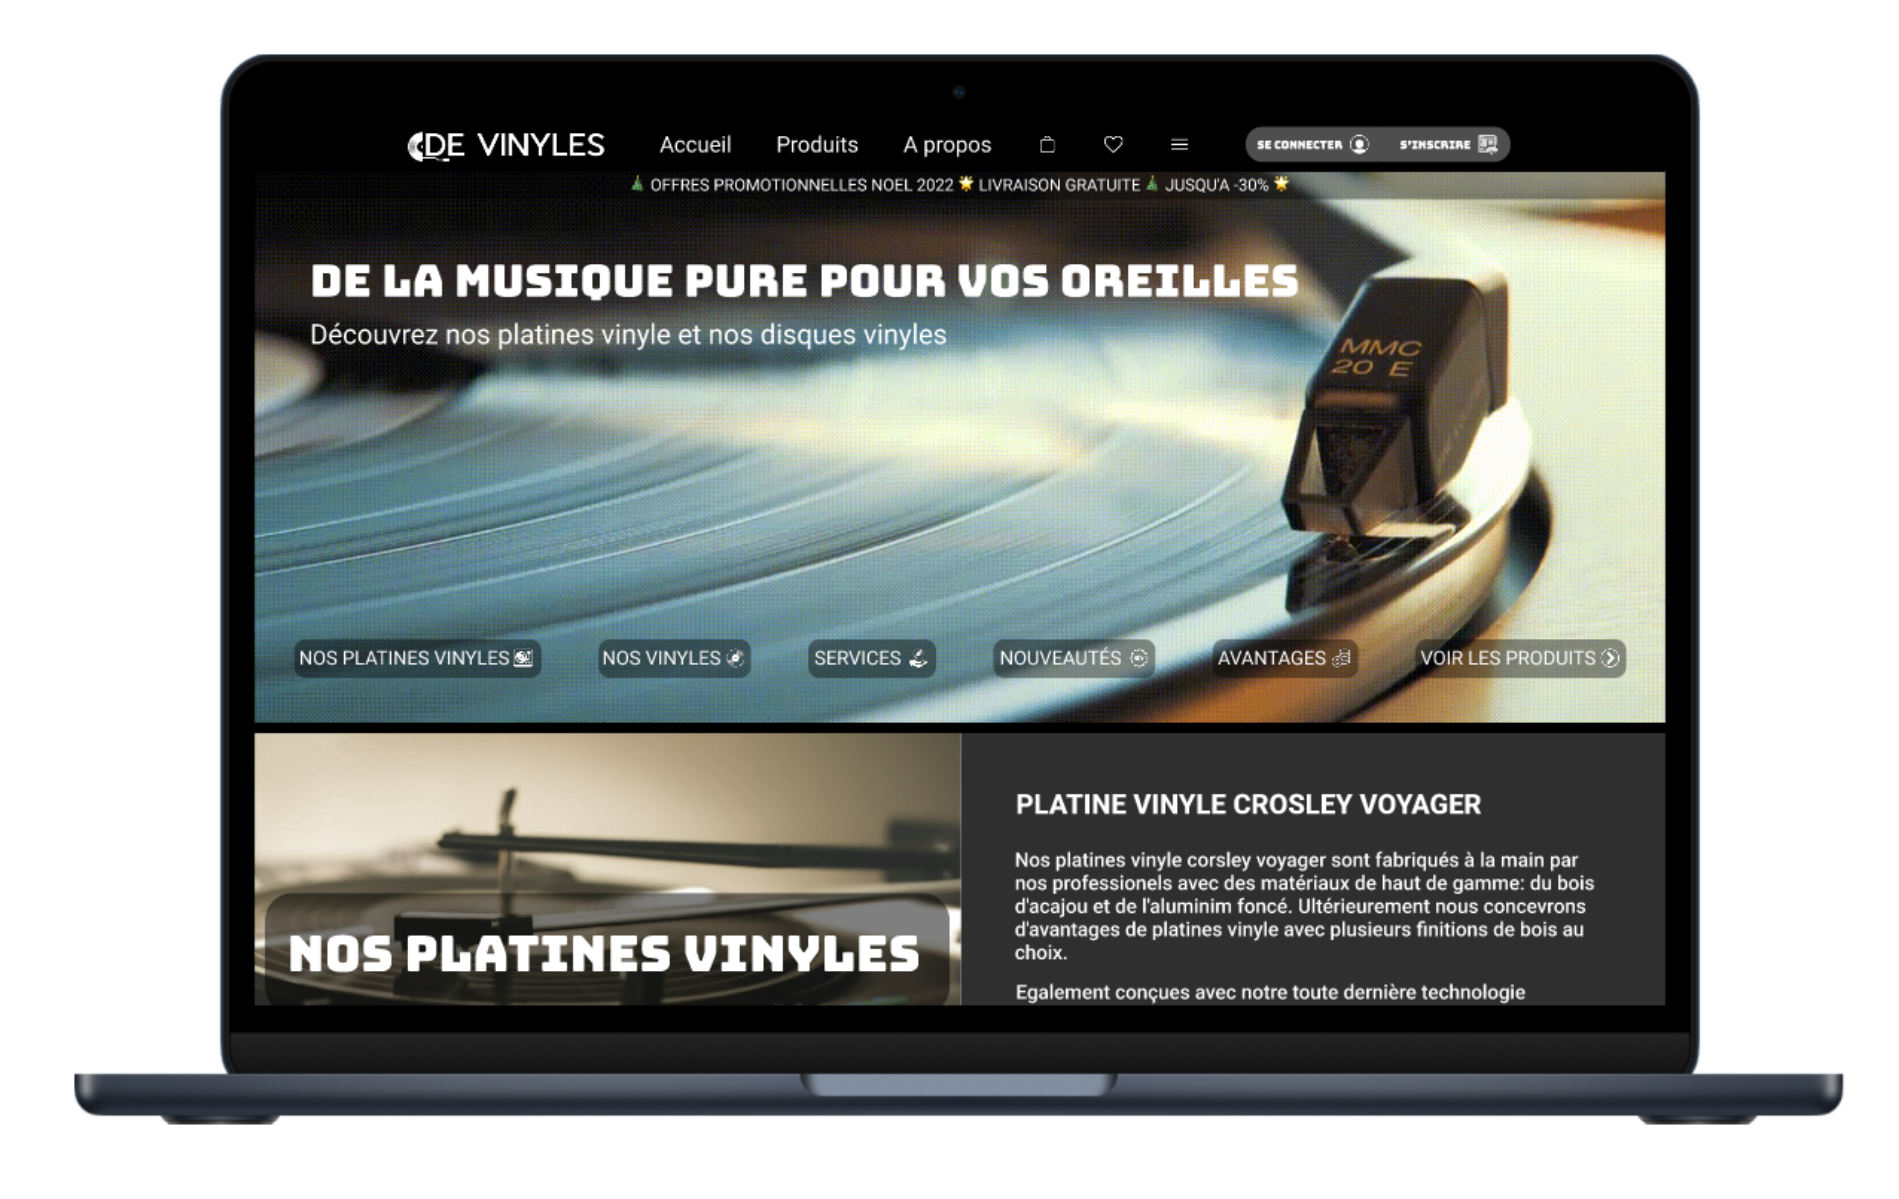 DE VINYLES
Accueil Produits A propos
SE CONNECTER S'INSCRIRE
OFFRES PROMOTIONNELLES NOEL 2022 LIVRAISON GRATUITE JUSQU'A -30%
DE LA MUSIQUE PURE POUR VOS OREILLES
Découvrez nos platines vinyle et nos disques vinyles
MMC
20 E
NOS PLATINES VINYLES NOS VINYLES SERVICES NOUVEAUTÉS AVANTAGES VOIR LES PRODUITS
NOS PLATINES VINYLES
PLATINE VINYLE CROSLEY VOYAGER
Nos platines vinyle corsley voyager sont fabriqués à la main par
nos professionels avec des matériaux de haut de gamme: du bois
d'acajou et de l'aluminim foncé. Ultérieurement nous concevrons
d'avantages de platines vinyle avec plusieurs finitions de bois au
choix.
Egalement conçues avec notre toute dernière technologie